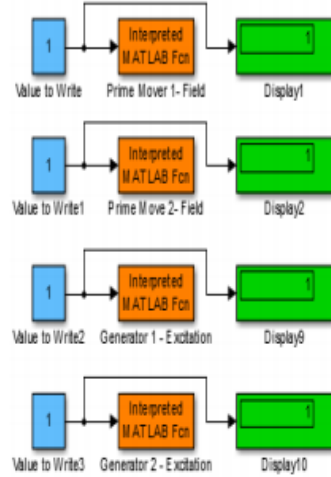 1
Interpreted
MATLAB Fcn
1
Value to Write
Prime Mover 1- Field
Display1
1
Interpreted
MATLAB Fcn
1
Value to Write1
Prime Move 2- Field
Display2
1
Interpreted
MATLAB Fcn
1
Value to Write2
Generator 1 - Excitation
Display9
1
Interpreted
MATLAB Fcn
1
Value to Write3
Generator 2 - Excitation
Display10